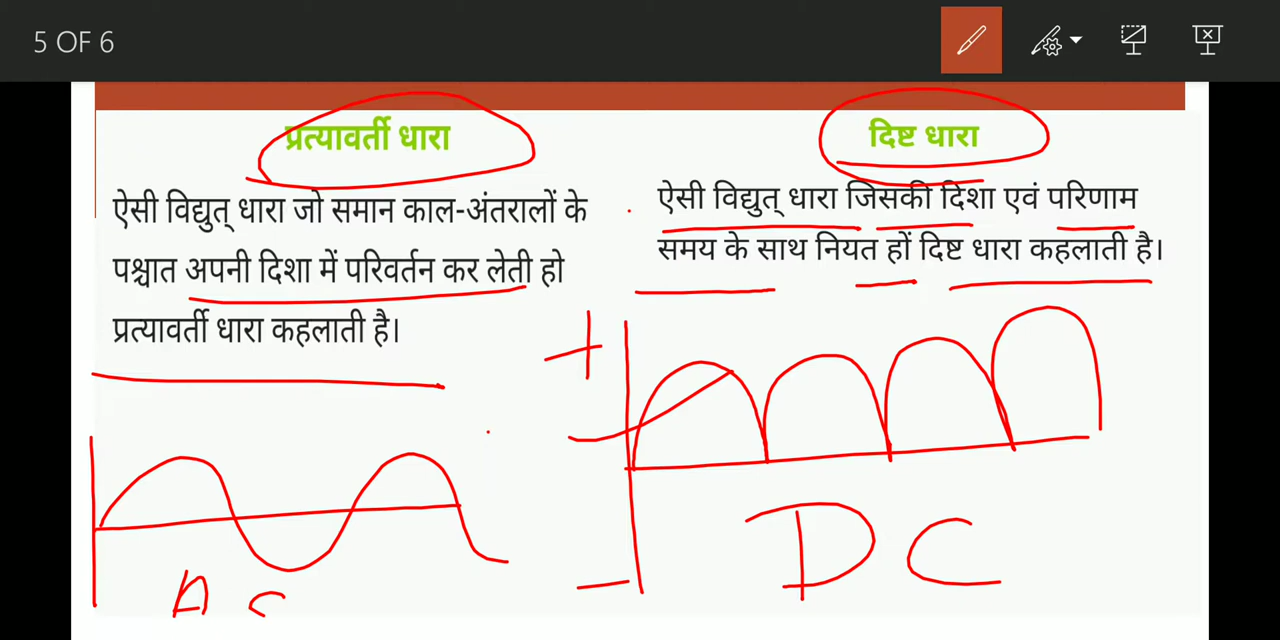 5 OF 6
प्रत्यावर्ती धारा
ऐसी विद्युत् धारा जो समान काल-अंतरालों के
पश्चात अपनी दिशा में परिवर्तन कर लेती हो
प्रत्यावर्ती धारा कहलाती है।
A C
दिष्ट धारा
ऐसी विद्युत् धारा जिसकी दिशा एवं परिणाम
समय के साथ नियत हों दिष्ट धारा कहलाती है।
+
−
DC